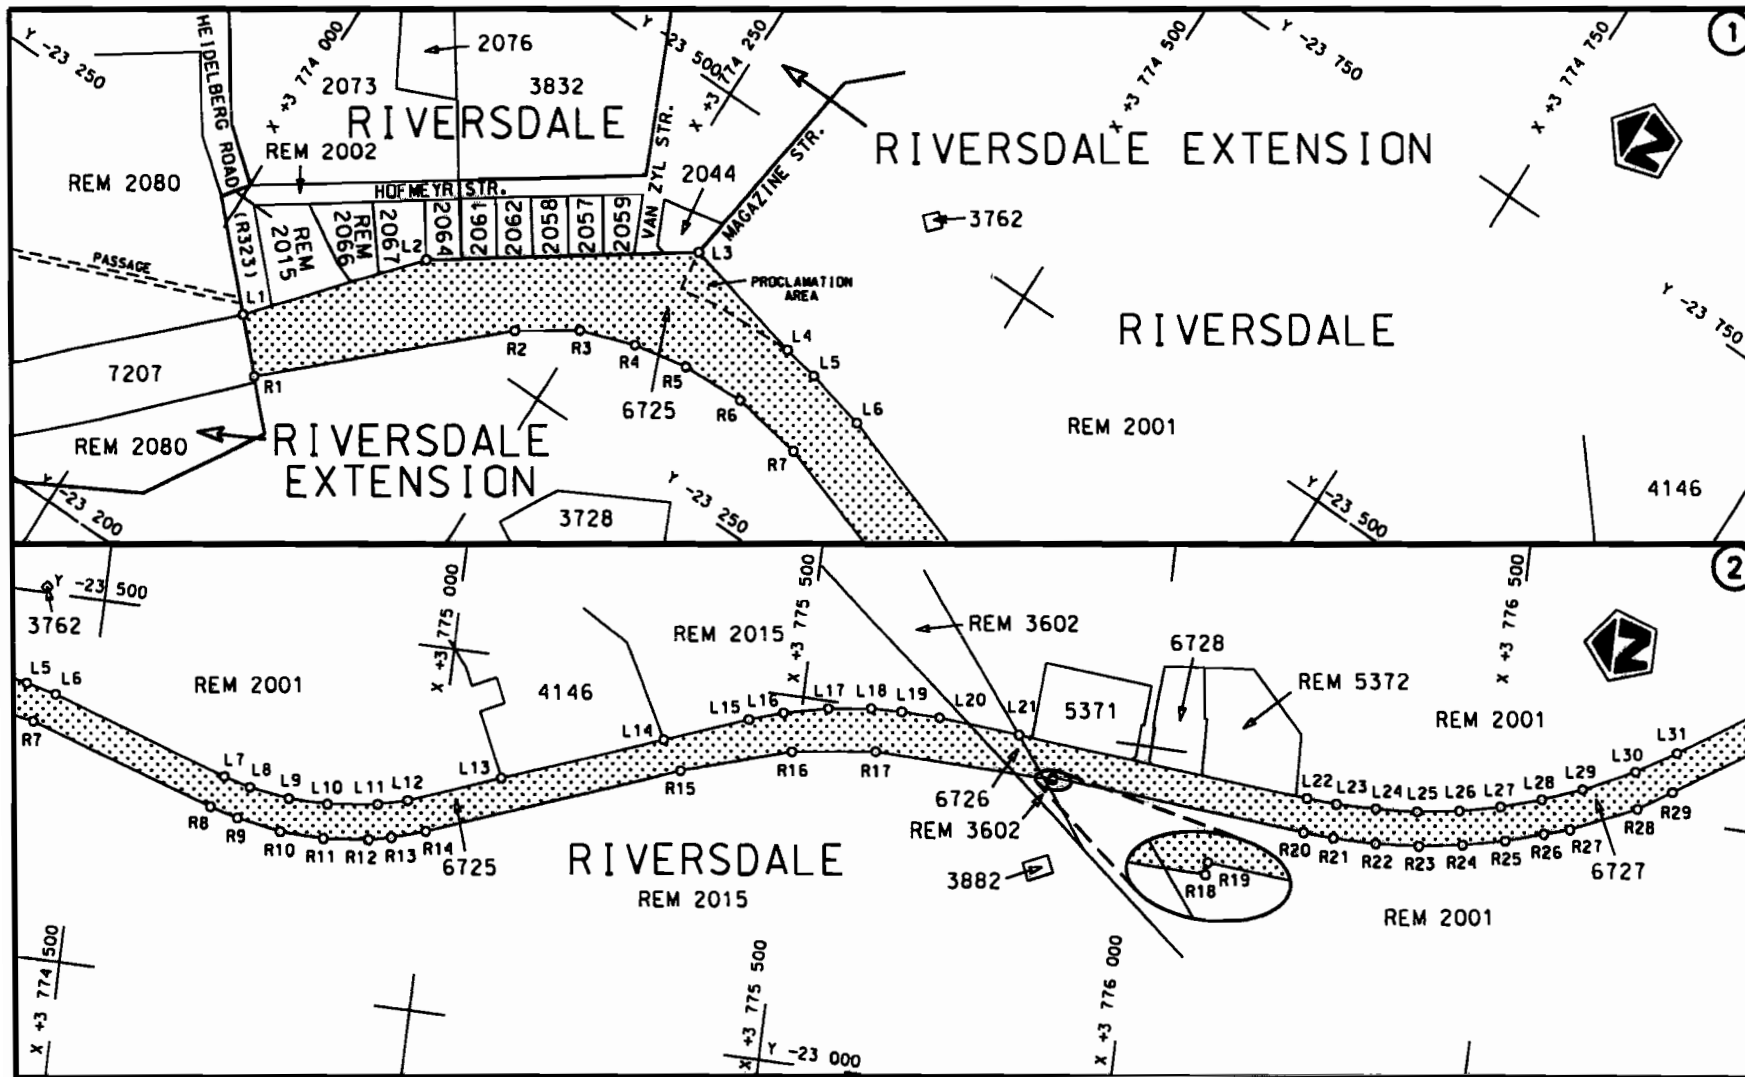 1
Y -23 250
HEIDELBERG ROAD
(R323)
X +3 774 000
2076
2073
3832
RIVERSDALE
REM 2002
REM 2080
HOFMEYR STR.
VAN ZYL STR.
Y -23 500
X +3 774 250
2044
MAGAZINE STR.
RIVERSDALE EXTENSION
X +3 774 500
Y -23 750
X +3 774 750
3762
REM 2015
REM 2066
2067
2064
2061
2062
2058
2057
2059
PASSAGE
L1
L2
L3
PROCLAMATION AREA
RIVERSDALE
Y -23 750
7207
R1
R2
R3
R4
R5
R6
R7
L4
L5
L6
6725
REM 2001
REM 2080
RIVERSDALE
EXTENSION
Y -23 200
3728
Y -23 250
Y -23 500
4146
2
Y -23 500
3762
L5
L6
R7
REM 2001
X +3 775 000
4146
REM 2015
X +3 775 500
REM 3602
6728
5371
REM 5372
X +3 776 500
REM 2001
L7
L8
L9
L10
L11
L12
L13
L14
L15
L16
L17
L18
L19
L20
L21
L22
L23
L24
L25
L26
L27
L28
L29
L30
L31
R8
R9
R10
R11
R12
R13
R14
R15
R16
R17
6726
REM 3602
R20
R21
R22
R23
R24
R25
R26
R27
R28
R29
6725
RIVERSDALE
REM 2015
3882
R18
R19
6727
REM 2001
X +3 774 500
X +3 775 500
Y -23 000
X +3 776 000